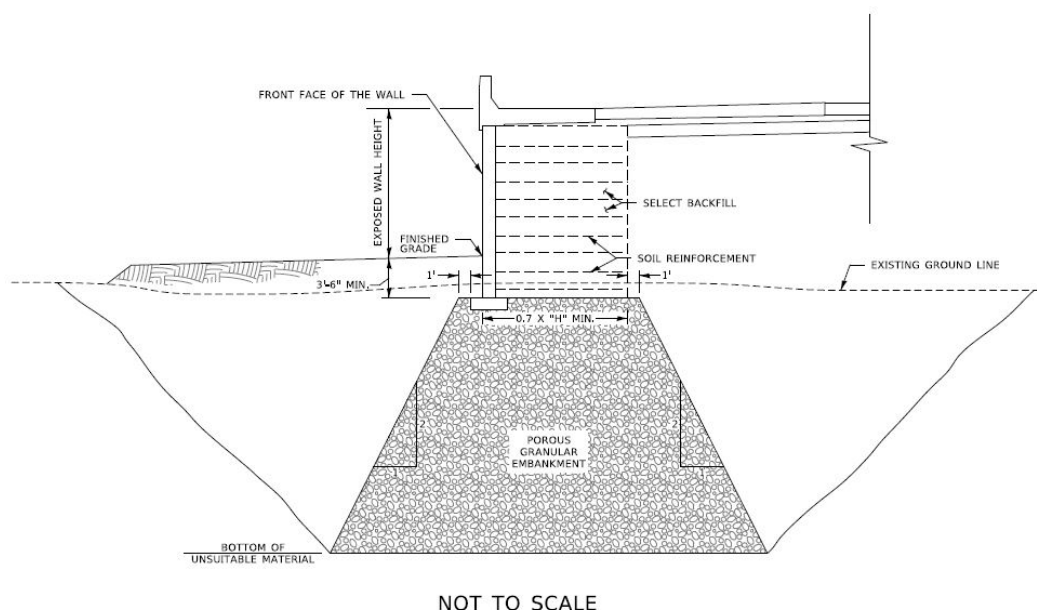 FRONT FACE OF THE WALL
EXPOSED WALL HEIGHT
SELECT BACKFILL
FINISHED
GRADE
SOIL REINFORCEMENT
EXISTING GROUND LINE
1'
1'
3'-6" MIN.
0.7 X "H" MIN.
2
1
2
1
POROUS
GRANULAR
EMBANKMENT
BOTTOM OF
UNSUITABLE MATERIAL
NOT TO SCALE